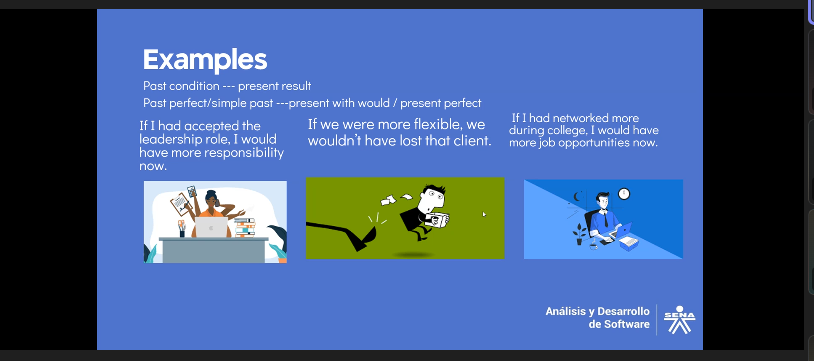 Examples
Past condition --- present result
Past perfect/simple past ---present with would / present perfect
If I had accepted the
leadership role, I would
have more responsibility
now.
If we were more flexible, we
wouldn't have lost that client.
If I had networked more
during college, I would have
more job opportunities now.
Análisis y Desarrollo
de Software
SENA